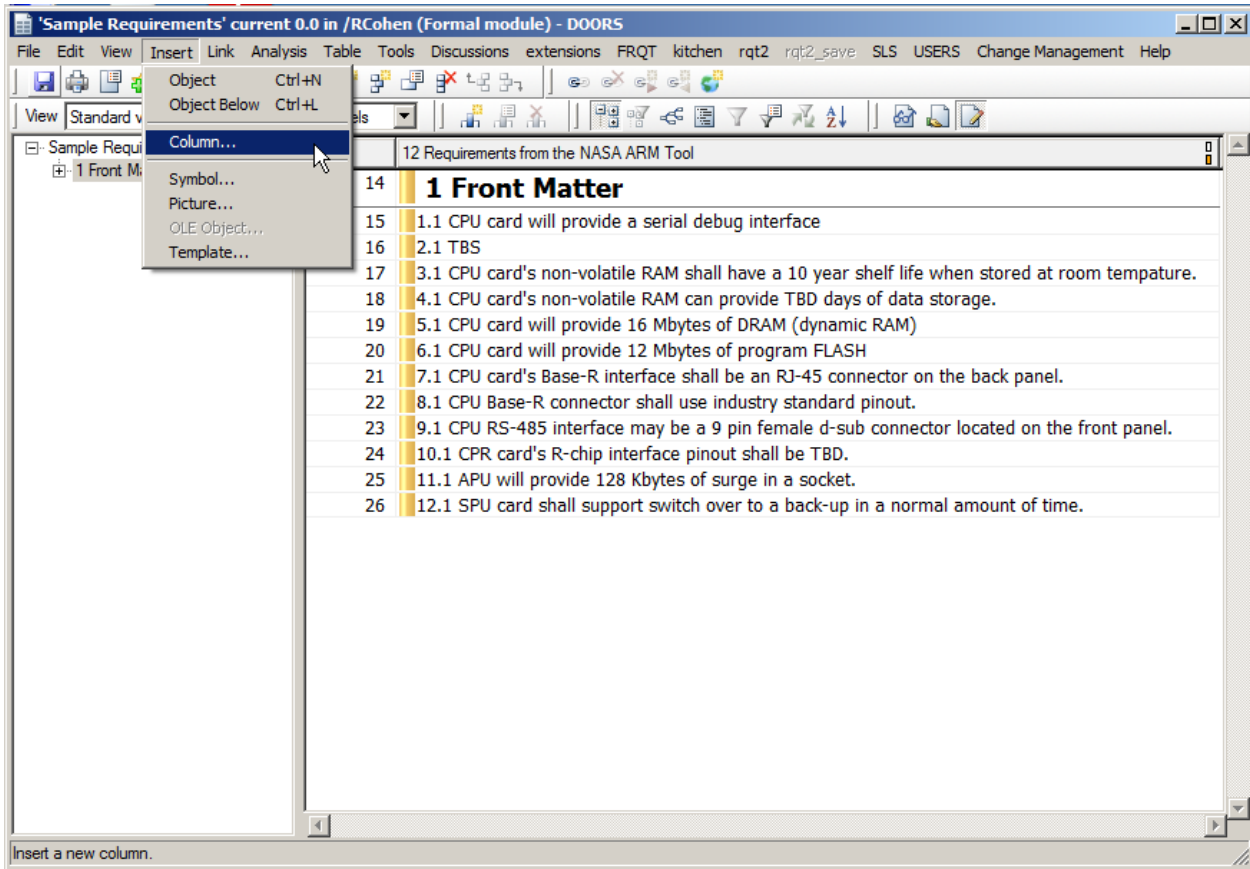 'Sample Requirements' current 0.0 in /RCohen (Formal module) - DOORS
File Edit View Insert Link Analysis Table Tools Discussions extensions FRQT kitchen rqt2 rqt2_save SLS USERS Change Management Help
Object Ctrl+N
Object Below Ctrl+L
Column...
Symbol...
Picture...
OLE Object...
Template...
View Standard v els
Sample Requi
1 Front Ma
12 Requirements from the NASA ARM Tool
14 1 Front Matter
15 1.1 CPU card will provide a serial debug interface
16 2.1 TBS
17 3.1 CPU card's non-volatile RAM shall have a 10 year shelf life when stored at room tempature.
18 4.1 CPU card's non-volatile RAM can provide TBD days of data storage.
19 5.1 CPU card will provide 16 Mbytes of DRAM (dynamic RAM)
20 6.1 CPU card will provide 12 Mbytes of program FLASH
21 7.1 CPU card's Base-R interface shall be an RJ-45 connector on the back panel.
22 8.1 CPU Base-R connector shall use industry standard pinout.
23 9.1 CPU RS-485 interface may be a 9 pin female d-sub connector located on the front panel.
24 10.1 CPR card's R-chip interface pinout shall be TBD.
25 11.1 APU will provide 128 Kbytes of surge in a socket.
26 12.1 SPU card shall support switch over to a back-up in a normal amount of time.
Insert a new column.